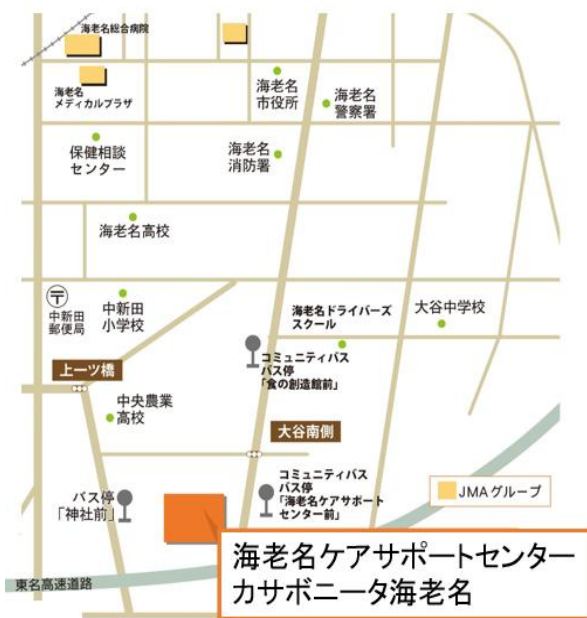 海老名総合病院
海老名
メディカルプラザ
海老名
市役所
海老名
警察署
保健相談
センター
海老名
消防署
海老名高校
中新田
郵便局
中新田
小学校
海老名ドライバーズ
スクール
大谷中学校
コミュニティバス
バス停
「食の創造館前」
上一ツ橋
中央農業
高校
大谷南側
バス停
「神社前」
コミュニティバス
バス停
「海老名ケアサポート
センター前」
JMAグループ
海老名ケアサポートセンター
カサボニータ海老名
東名高速道路